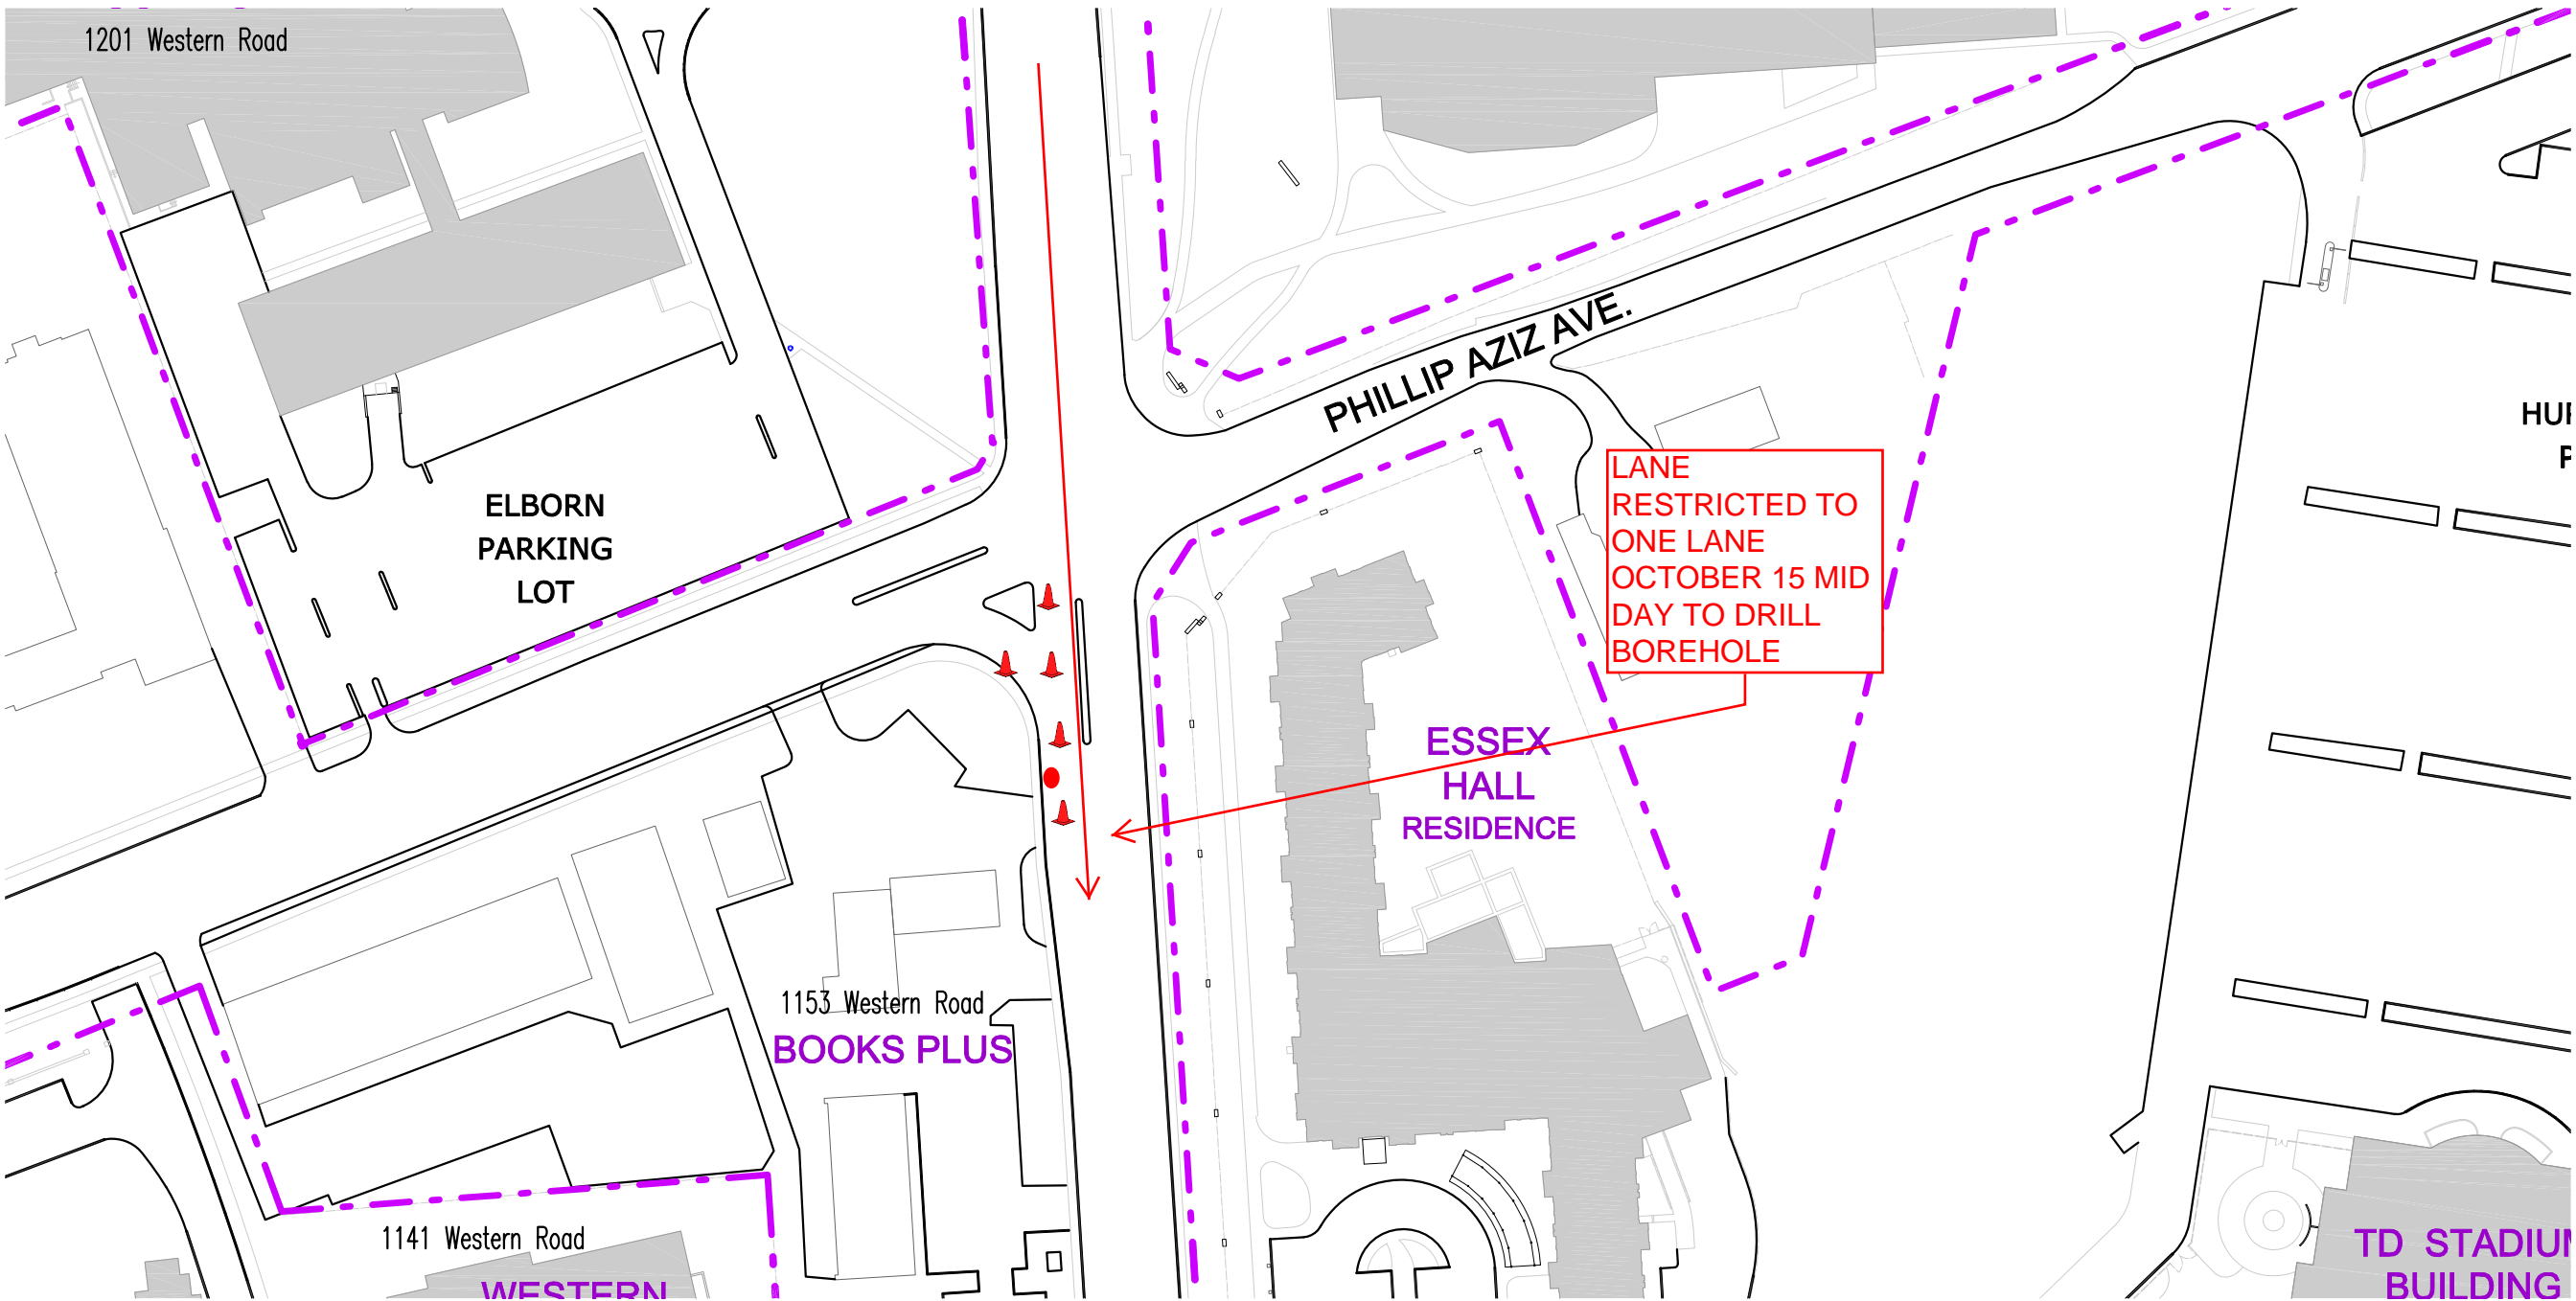 1201 Western Road
PHILLIP AZIZ AVE.
ELBORN
PARKING
LOT
LANE
RESTRICTED TO
ONE LANE
OCTOBER 15 MID
DAY TO DRILL
BOREHOLE
ESSEX
HALL
RESIDENCE
1153 Western Road
BOOKS PLUS
1141 Western Road
WESTERN
TD STADIUM
BUILDING